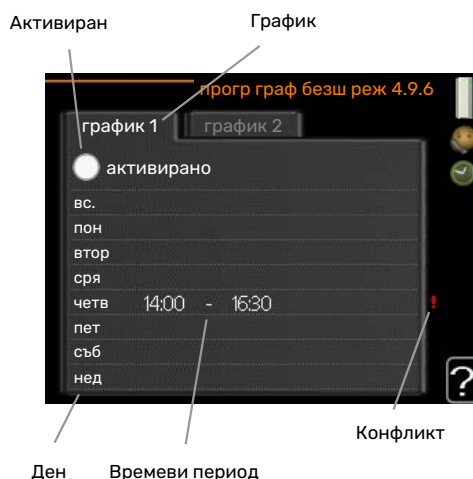 Активиран График
прогр граф безш реж 4.9.6
график 1 график 2
активирано
вс.
пон
втор
сря
четв 14:00 - 16:30 !
пет
съб
нед
?
Конфликт
Ден Времеви период